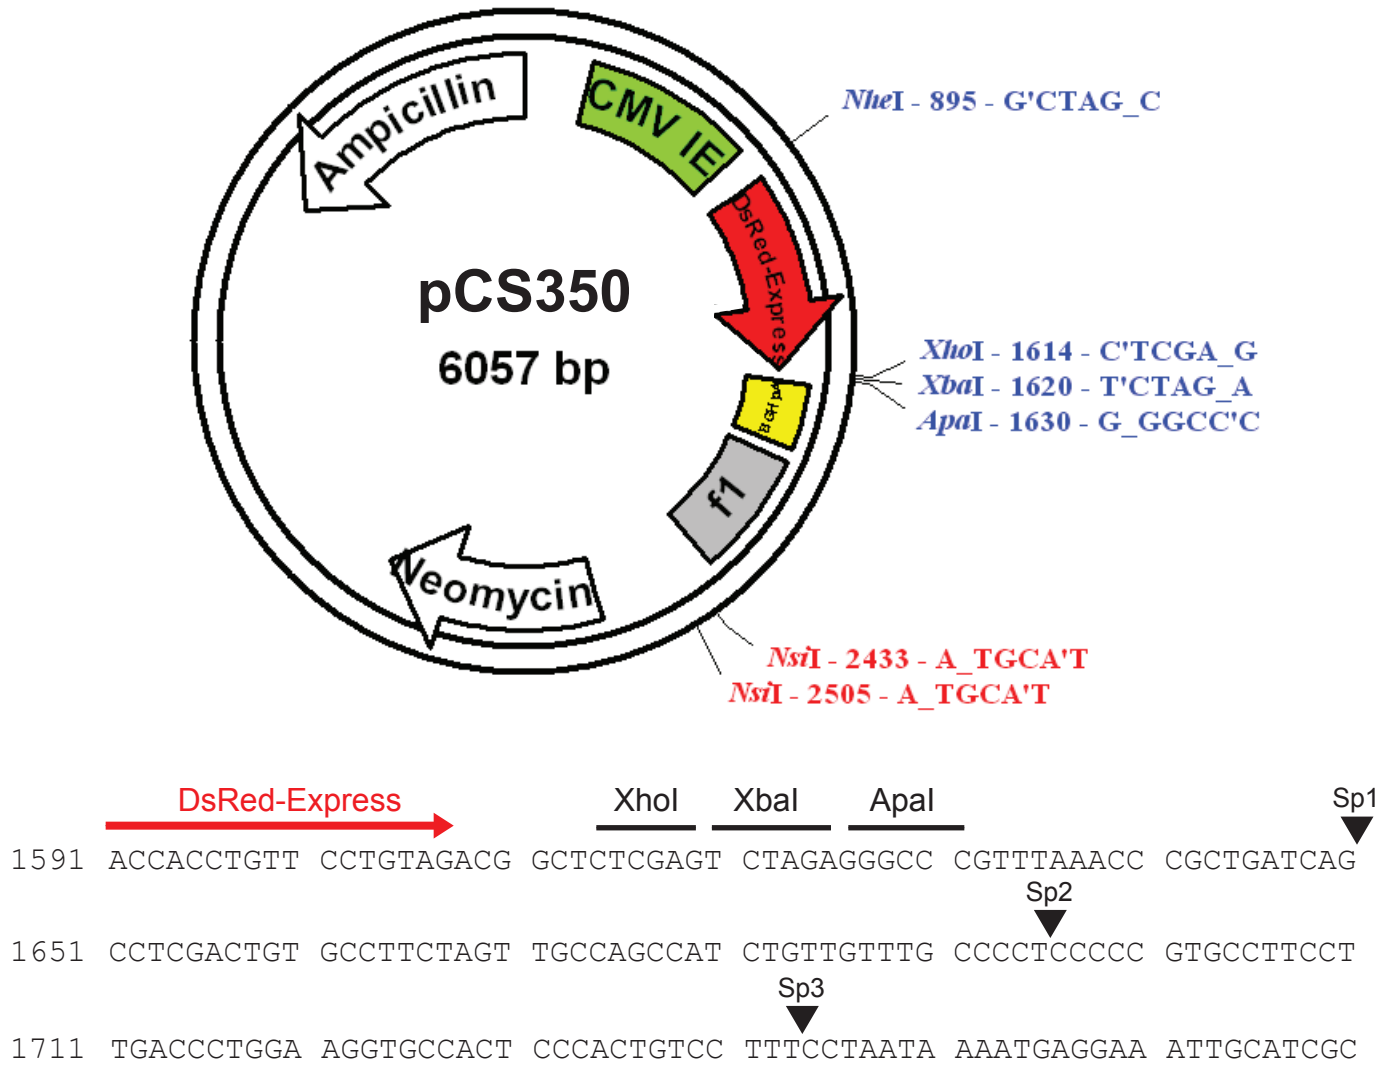 Ampicillin
CMV IE
NheI - 895 - G'CTAG_C
DsRed-Express
pCS350
6057 bp
XhoI - 1614 - C'TCGA_G
XbaI - 1620 - T'CTAG_A
ApaI - 1630 - G_GGCC'C
BGH pA
f1
Neomycin
NsiI - 2433 - A_TGCA'T
NsiI - 2505 - A_TGCA'T
DsRed-Express XhoI XbaI ApaI Sp1
1591 ACCACCTGTT CCTGTAGACG GCTCTCGAGT CTAGAGGGCC CGTTTAAACC CGCTGATCAG
Sp2
1651 CCTCGACTGT GCCTTCTAGT TGCCAGCCAT CTGTTGTTTG CCCCTCCCCC GTGCCTTCCT
Sp3
1711 TGACCCTGGA AGGTGCCACT CCCACTGTCC TTTCCTAATA AAATGAGGAA ATTGCATCGC